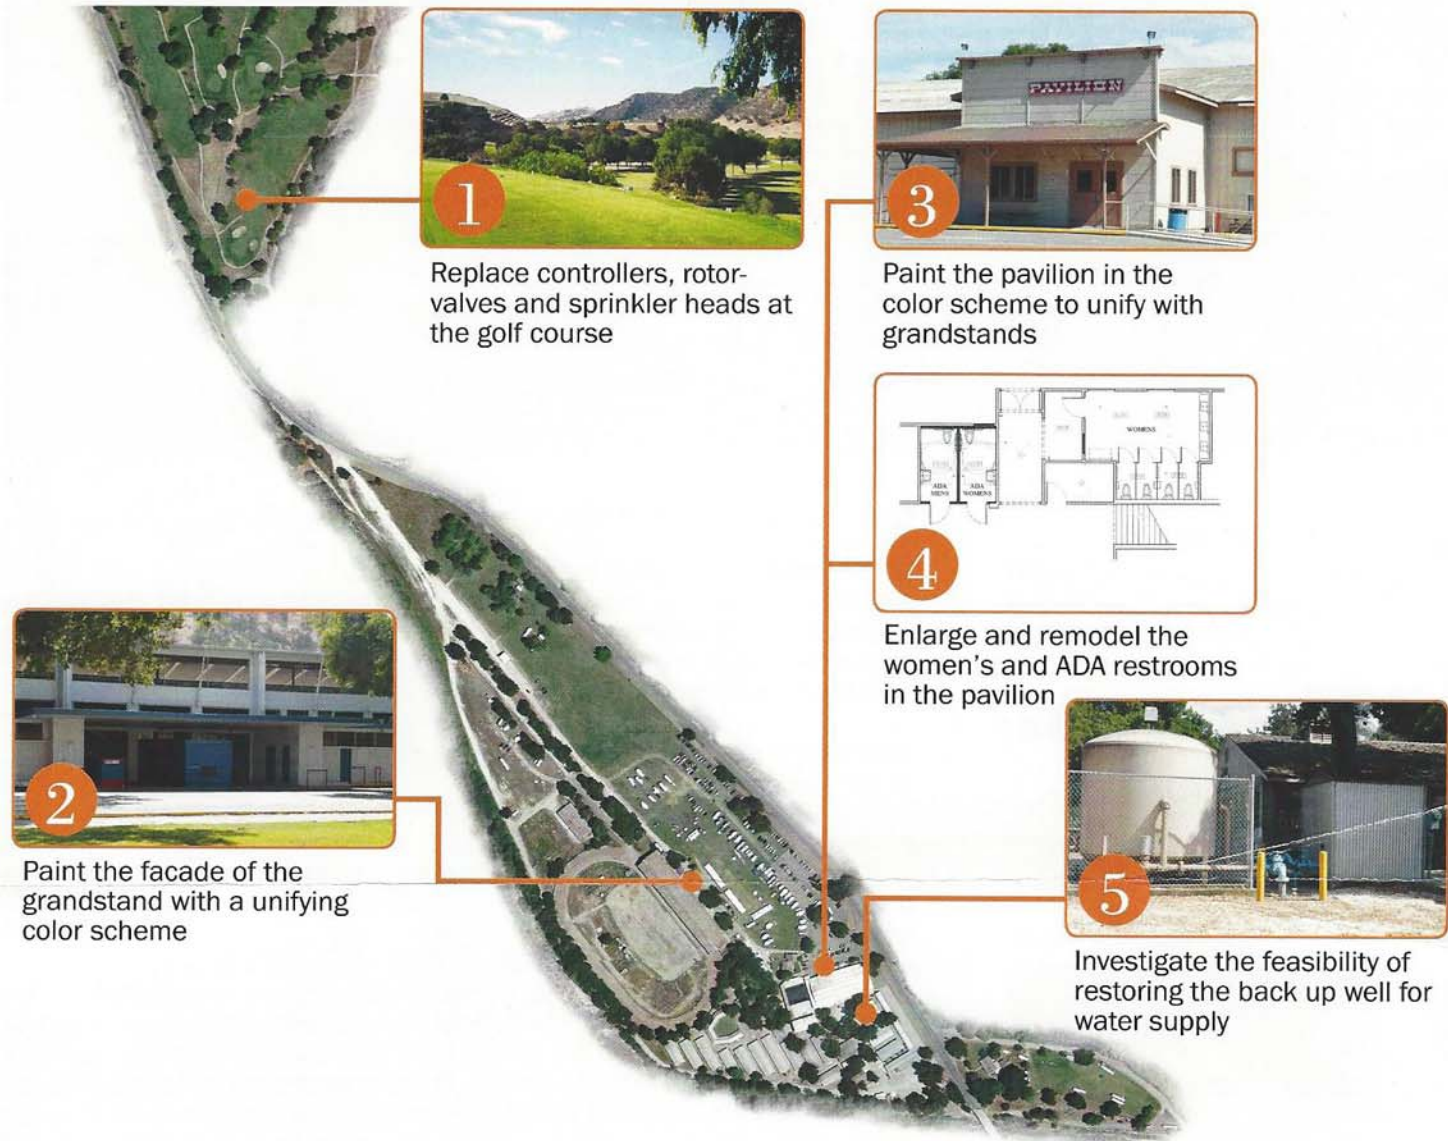 1
Replace controllers, rotor-
valves and sprinkler heads at
the golf course
PAVILION
3
Paint the pavilion in the
color scheme to unify with
grandstands
WOMENS
ADA
MENS
ADA
WOMENS
4
Enlarge and remodel the
women's and ADA restrooms
in the pavilion
2
Paint the facade of the
grandstand with a unifying
color scheme
5
Investigate the feasibility of
restoring the back up well for
water supply